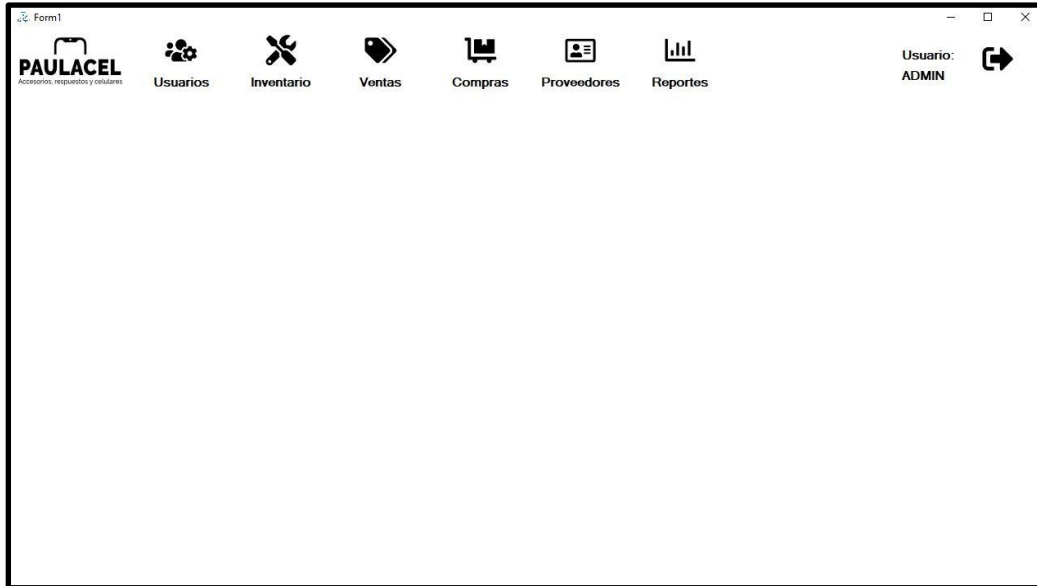 Form1
PAULACEL
Accesorios, respuestos y celulares
Usuarios
Inventario
Ventas
Compras
Proveedores
Reportes
Usuario:
ADMIN